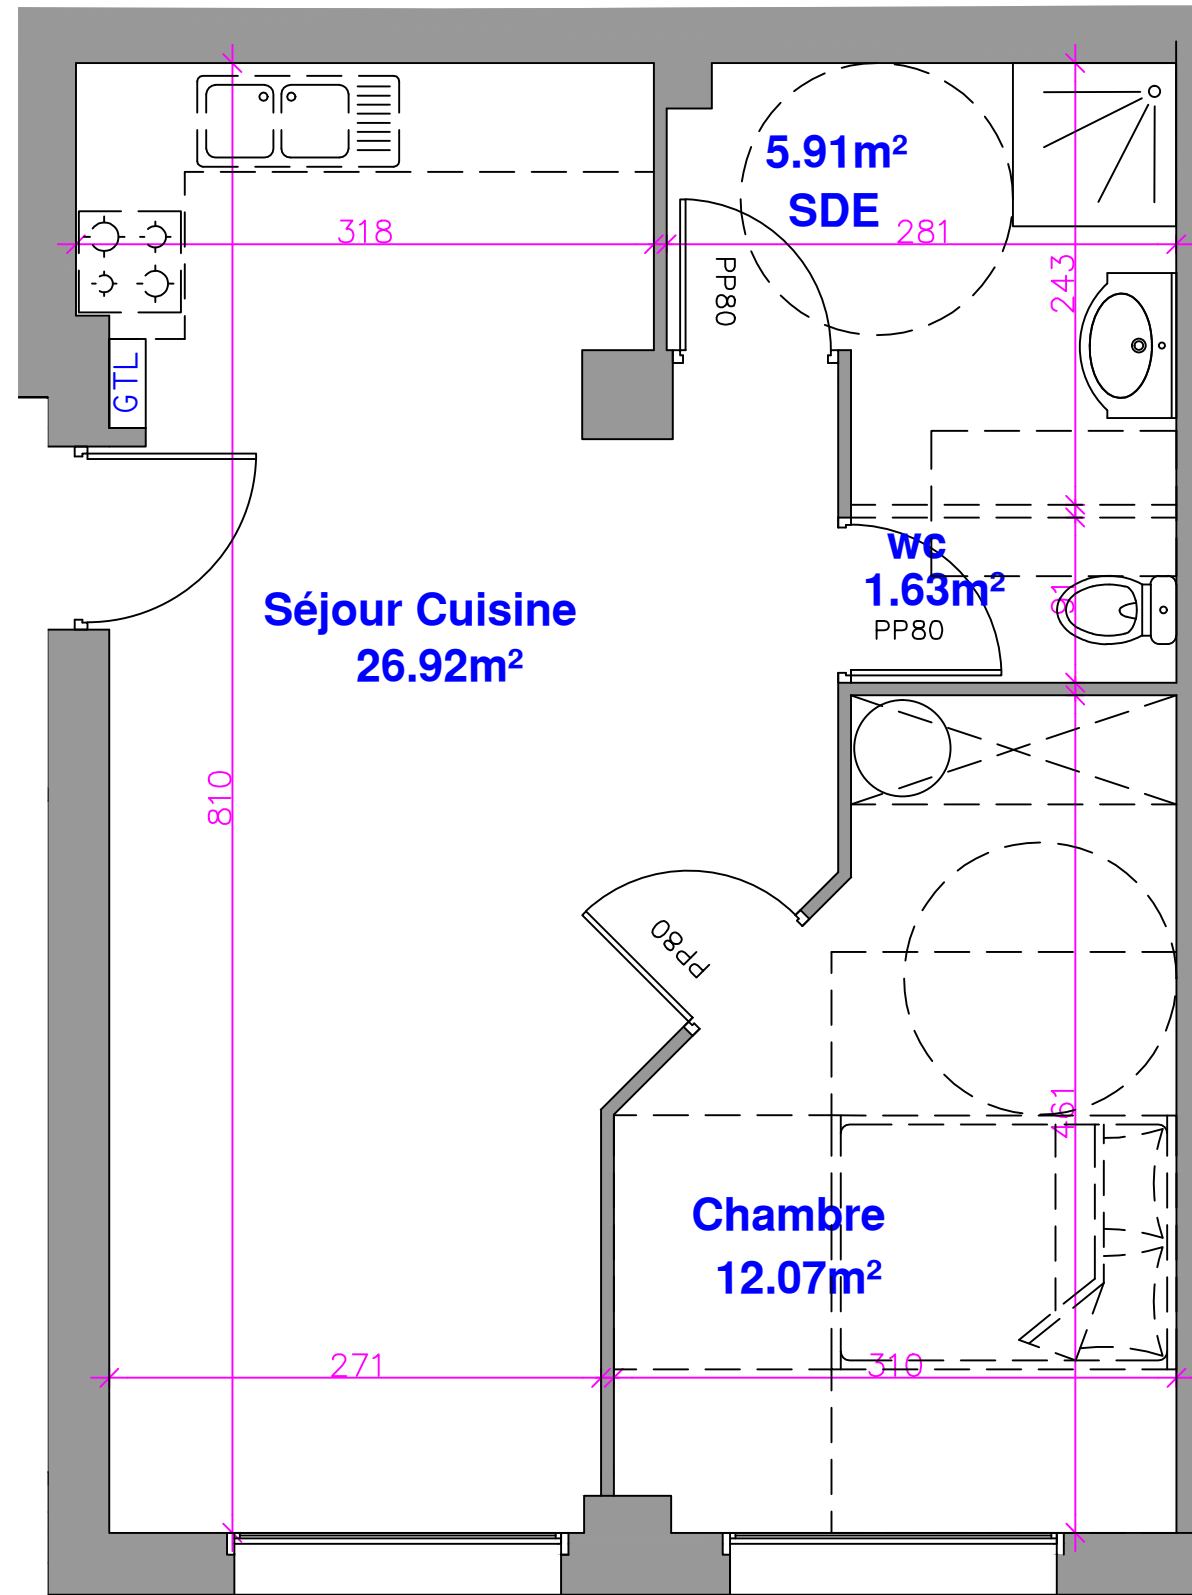 5.91m²
SDE
318
281
PP80
243
GTL
wc
1.63m²
91
PP80
Séjour Cuisine
26.92m²
810
PP80
461
Chambre
12.07m²
271
310